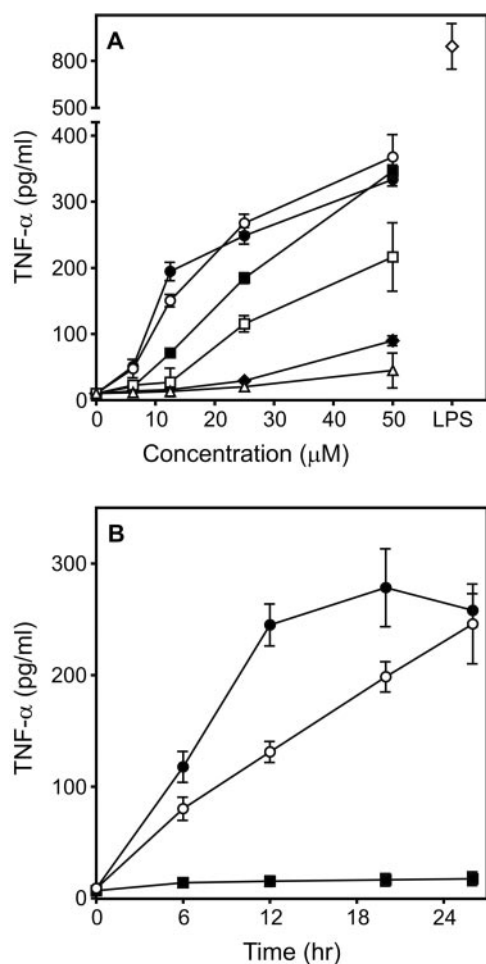 A
TNF-α (pg/ml)
800
500
400
300
200
100
0
0 10 20 30 40 50 LPS
Concentration (μM)
B
TNF-α (pg/ml)
300
200
100
0
0 6 12 18 24
Time (hr)